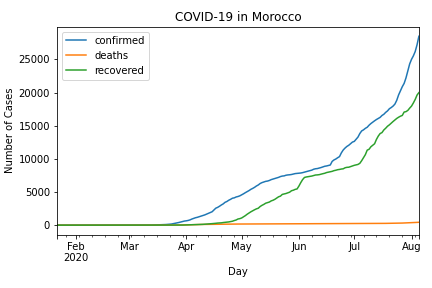 COVID-19 in Morocco
confirmed
deaths
recovered
Number of Cases
25000
20000
15000
10000
5000
0
Feb Mar Apr May Jun Jul Aug
2020
Day